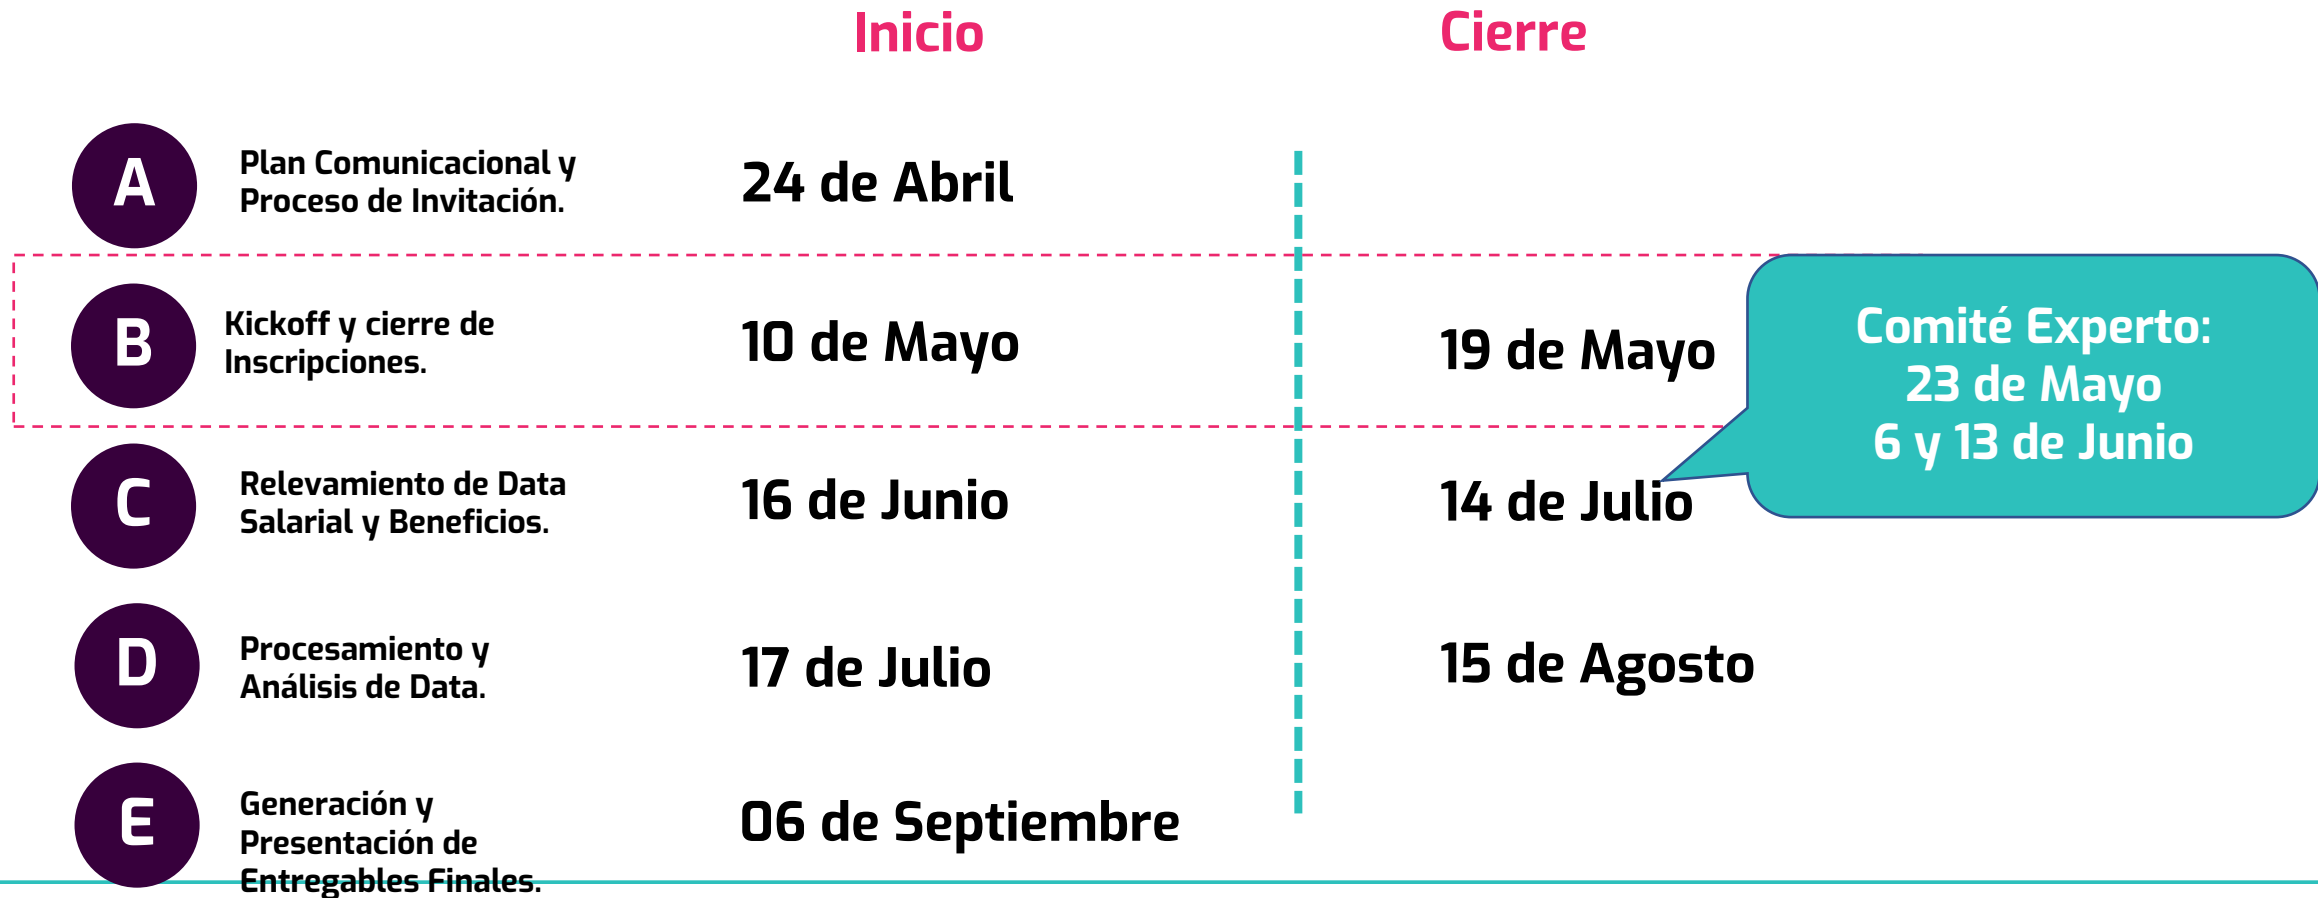 Inicio
Cierre
A
Plan Comunicacional y
Proceso de Invitación.
24 de Abril
B
Kickoff y cierre de
Inscripciones.
10 de Mayo
19 de Mayo
Comité Experto:
23 de Mayo
6 y 13 de Junio
C
Relevamiento de Data
Salarial y Beneficios.
16 de Junio
14 de Julio
D
Procesamiento y
Análisis de Data.
17 de Julio
15 de Agosto
E
Generación y
Presentación de
Entregables Finales.
06 de Septiembre